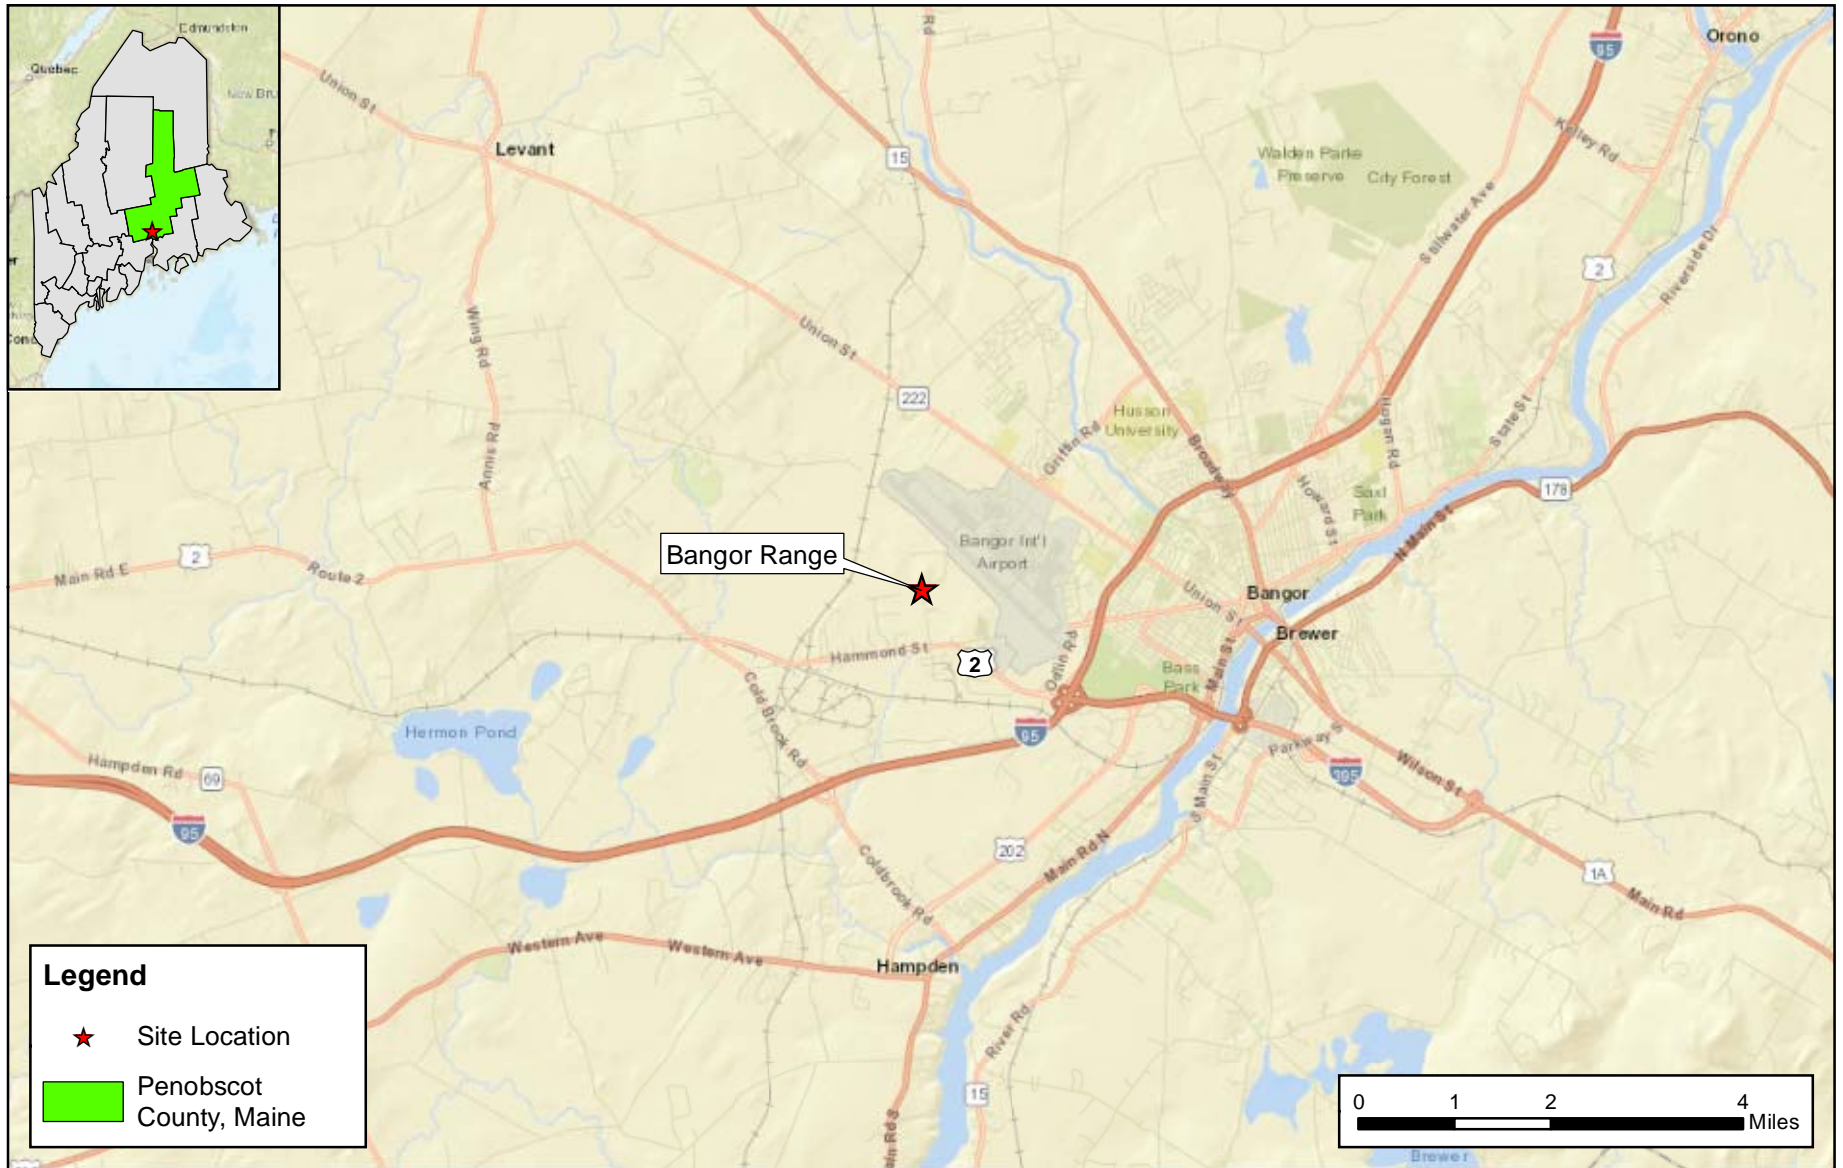 Edmundston
Quebec
New Bru
Rd
95
Orono
Union St
Levant
15
Kelley Rd
Walden Parke
Preserve
City Forest
S Stillwater Ave
2
Riverside Dr
Wing Rd
Union St
222
Husson
University
Griffin Rd
Broadway
Hogan Rd
State St
Annis Rd
Howard St
Saxl
Park
178
N Main St
Bangor Range
Bangor Int'l
Airport
2
Main Rd E
Route 2
Union St
Bangor
Brewer
Hammond St
2
Odlin Rd
Bass
Park
Main St
Cold Brook Rd
Hermon Pond
95
Parkway S
Hampden Rd
69
395
Wilson St
S Main St
95
202
Main Rd N
Coldbrook Rd
1A
Main Rd
Western Ave
Western Ave
Hampden
River Rd
15
Legend
Site Location
Penobscot
County, Maine
0
1
2
4
Miles
Brewer